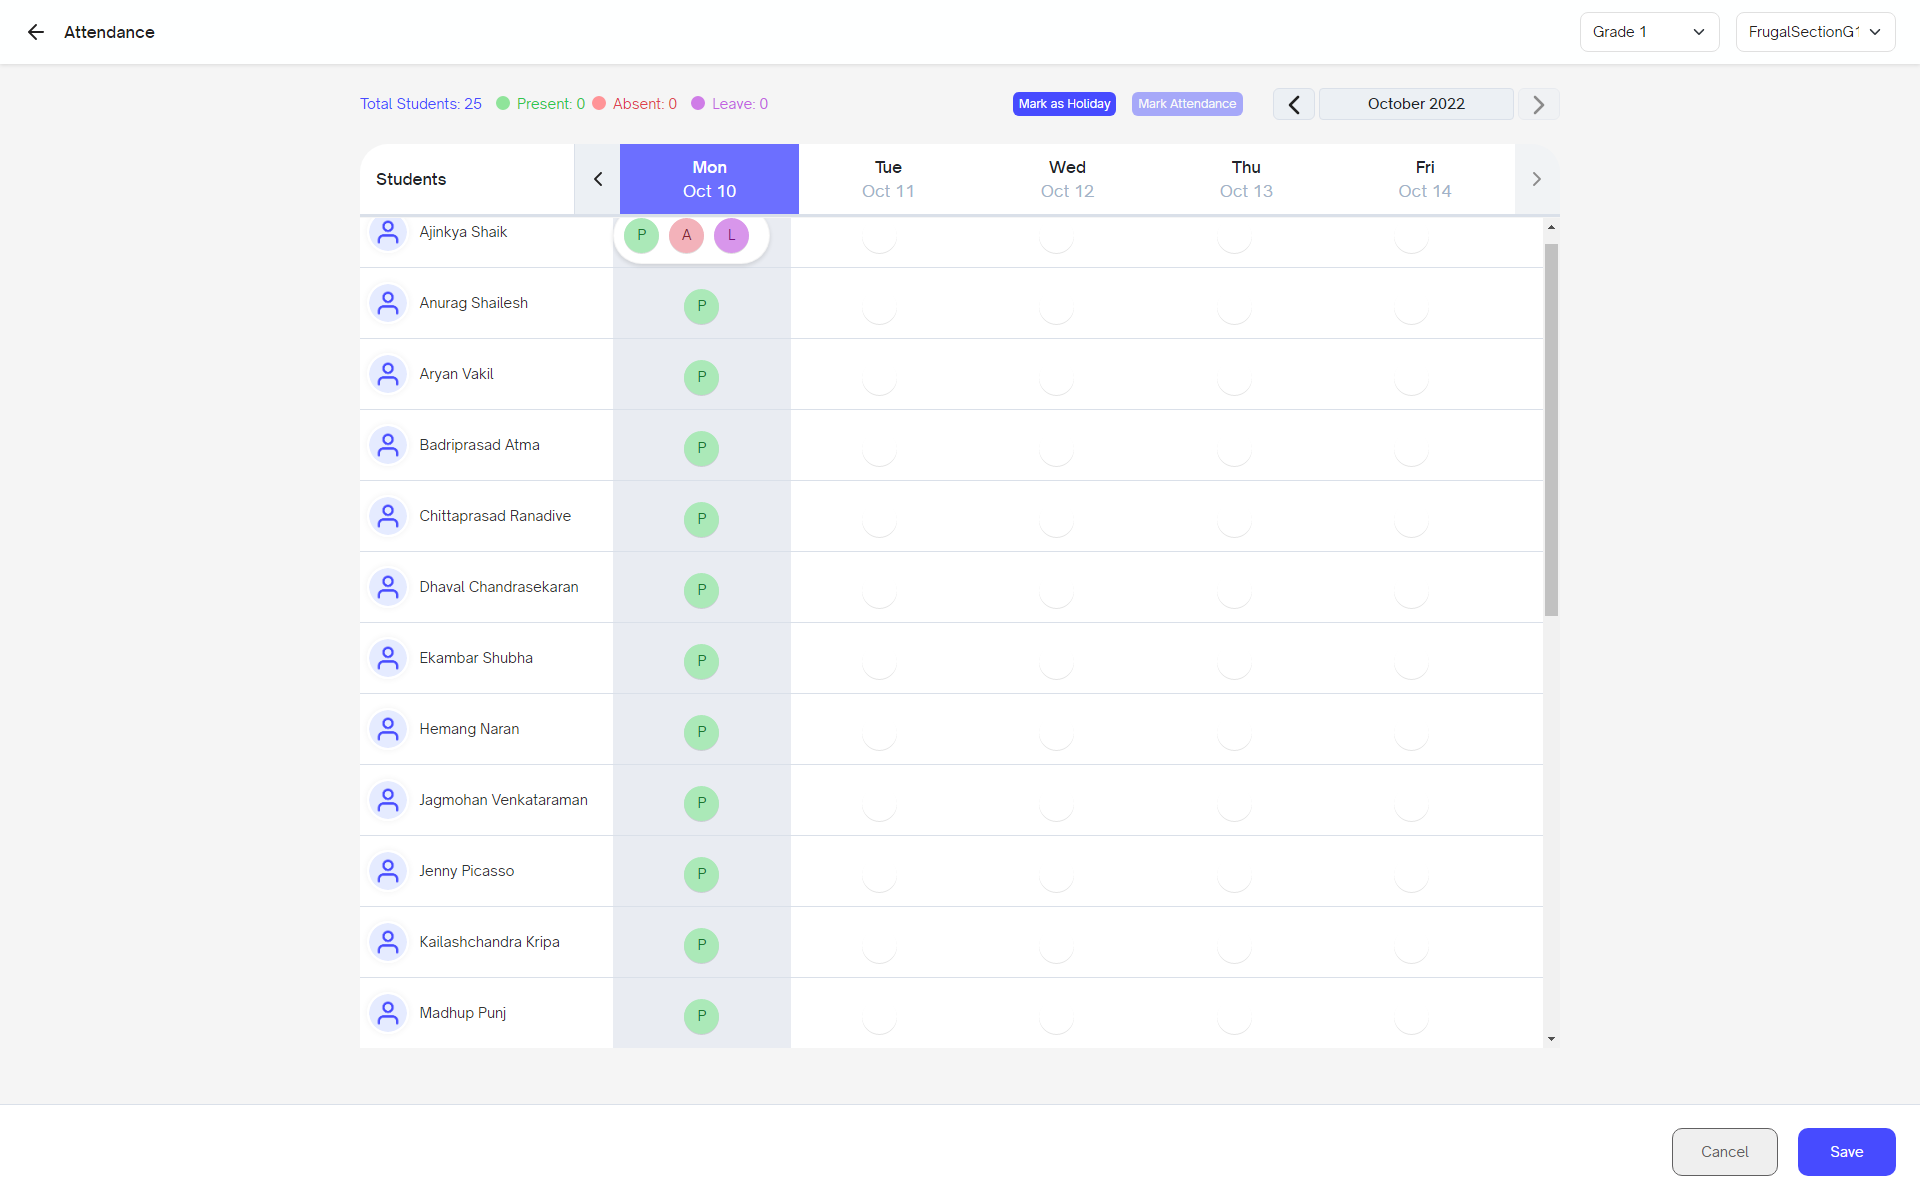 Attendance
Grade 1
FrugalSectionG1
Total Students: 25
Present: 0
Absent: 0
Leave: 0
Mark as Holiday
Mark Attendance
October 2022
Students
Mon
Oct 10
Tue
Oct 11
Wed
Oct 12
Thu
Oct 13
Fri
Oct 14
Ajinkya Shaik
P A L
Anurag Shailesh
P
Aryan Vakil
P
Badriprasad Atma
P
Chittaprasad Ranadive
P
Dhaval Chandrasekaran
P
Ekambar Shubha
P
Hemang Naran
P
Jagmohan Venkataraman
P
Jenny Picasso
P
Kailashchandra Kripa
P
Madhup Punj
P
Cancel
Save